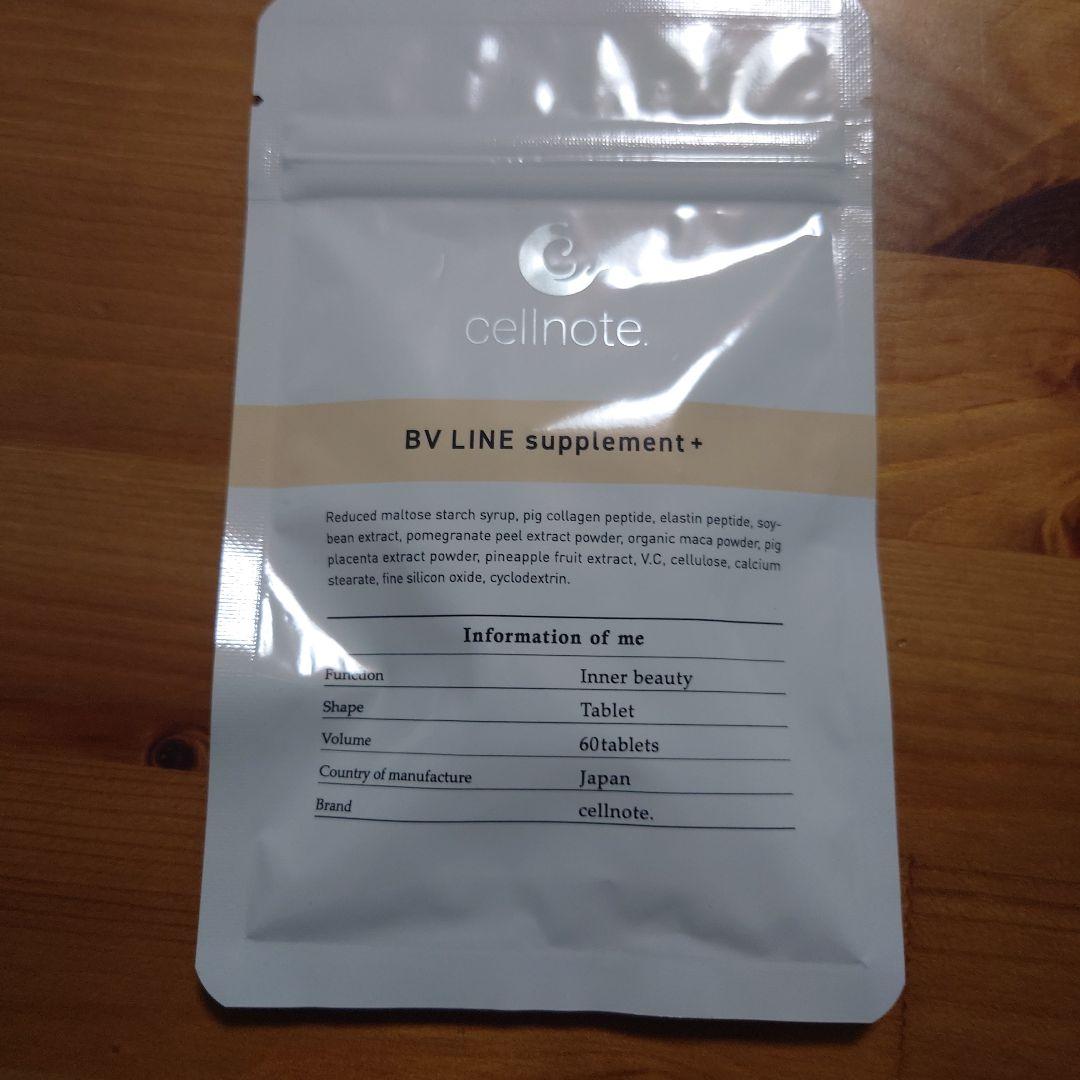 cellnote.
BV LINE supplement+
Reduced maltose starch syrup, pig collagen peptide, elastin peptide, soy-
bean extract, pomegranate peel extract powder, organic maca powder, pig
placenta extract powder, pineapple fruit extract, V.C, cellulose, calcium
stearate, fine silicon oxide, cyclodextrin.
Information of me
Function Inner beauty
Shape Tablet
Volume 60tablets
Country of manufacture Japan
Brand cellnote.